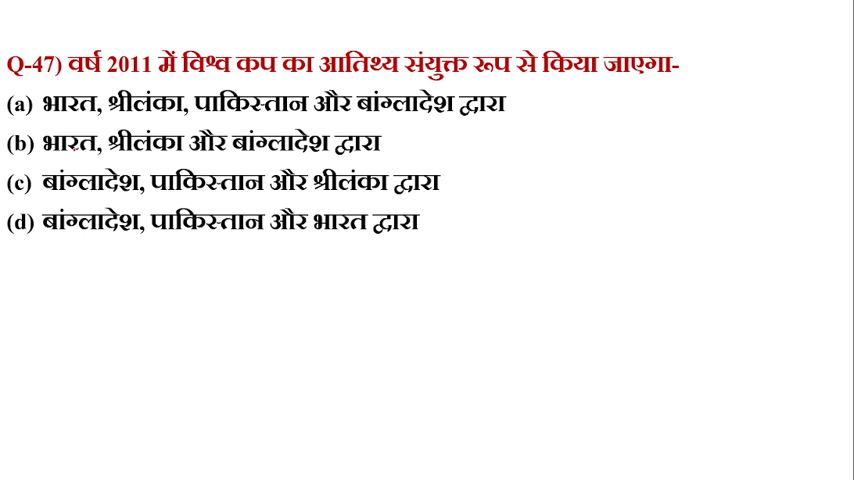 Q-47) वर्ष 2011 में विश्व कप का आतिथ्य संयुक्त रूप से किया जाएगा-
(a) भारत, श्रीलंका, पाकिस्तान और बांग्लादेश द्वारा
(b) भारत, श्रीलंका और बांग्लादेश द्वारा
(c) बांग्लादेश, पाकिस्तान और श्रीलंका द्वारा
(d) बांग्लादेश, पाकिस्तान और भारत द्वारा